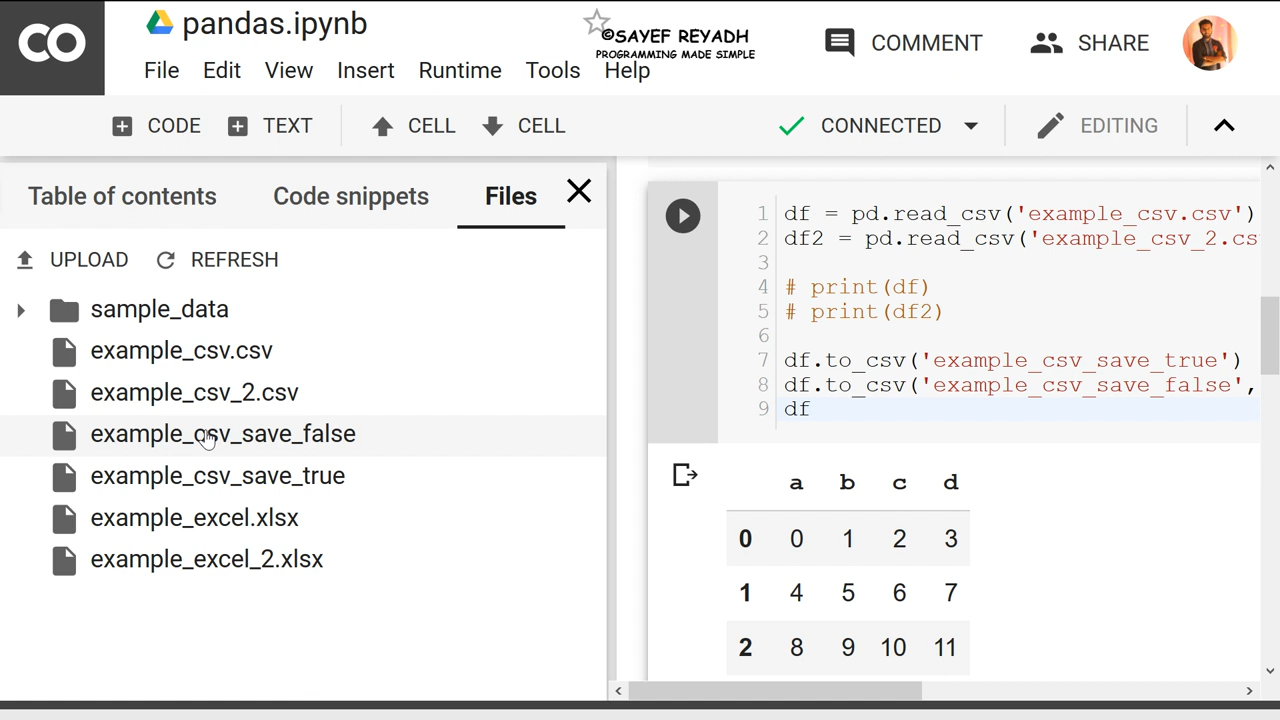 CO
pandas.ipynb
©SAYEF REYADH
PROGRAMMING MADE SIMPLE
COMMENT
SHARE
File Edit View Insert Runtime Tools Help
CODE TEXT CELL CELL CONNECTED EDITING
Table of contents Code snippets Files
UPLOAD REFRESH
sample_data
example_csv.csv
example_csv_2.csv
example_csv_save_false
example_csv_save_true
example_excel.xlsx
example_excel_2.xlsx
1 df = pd.read_csv('example_csv.csv')
2 df2 = pd.read_csv('example_csv_2.cs
3
4 # print(df)
5 # print(df2)
6
7 df.to_csv('example_csv_save_true')
8 df.to_csv('example_csv_save_false',
9 df
a b c d
0 0 1 2 3
1 4 5 6 7
2 8 9 10 11